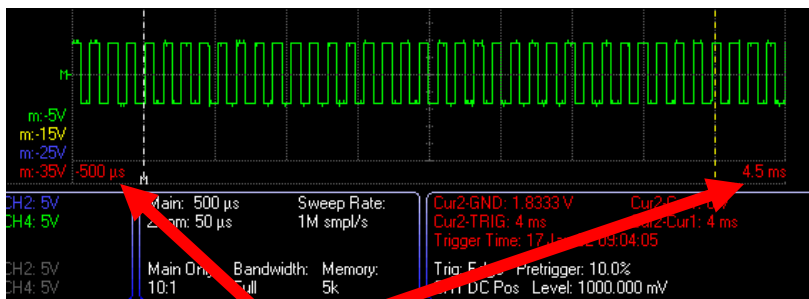 M
m:-5V
m:-15V
m:-25V
m:-35V -500 µs 4.5 ms
M
CH2: 5V Main: 500 µs Sweep Rate: Cur2-GND: 1.8333 V
CH4: 5V 50 µs 1M smpl/s Cur2-TRIG: 4 ms Cur2-Cur1: 4 ms
Trigger Time: 17 09:04:05
CH2: 5V Main Only Bandwidth: Memory: Trig: Edge Pretrigger: 10.0%
CH4: 5V 10:1 Full 5k DC Pos Level: 1000.000 mV